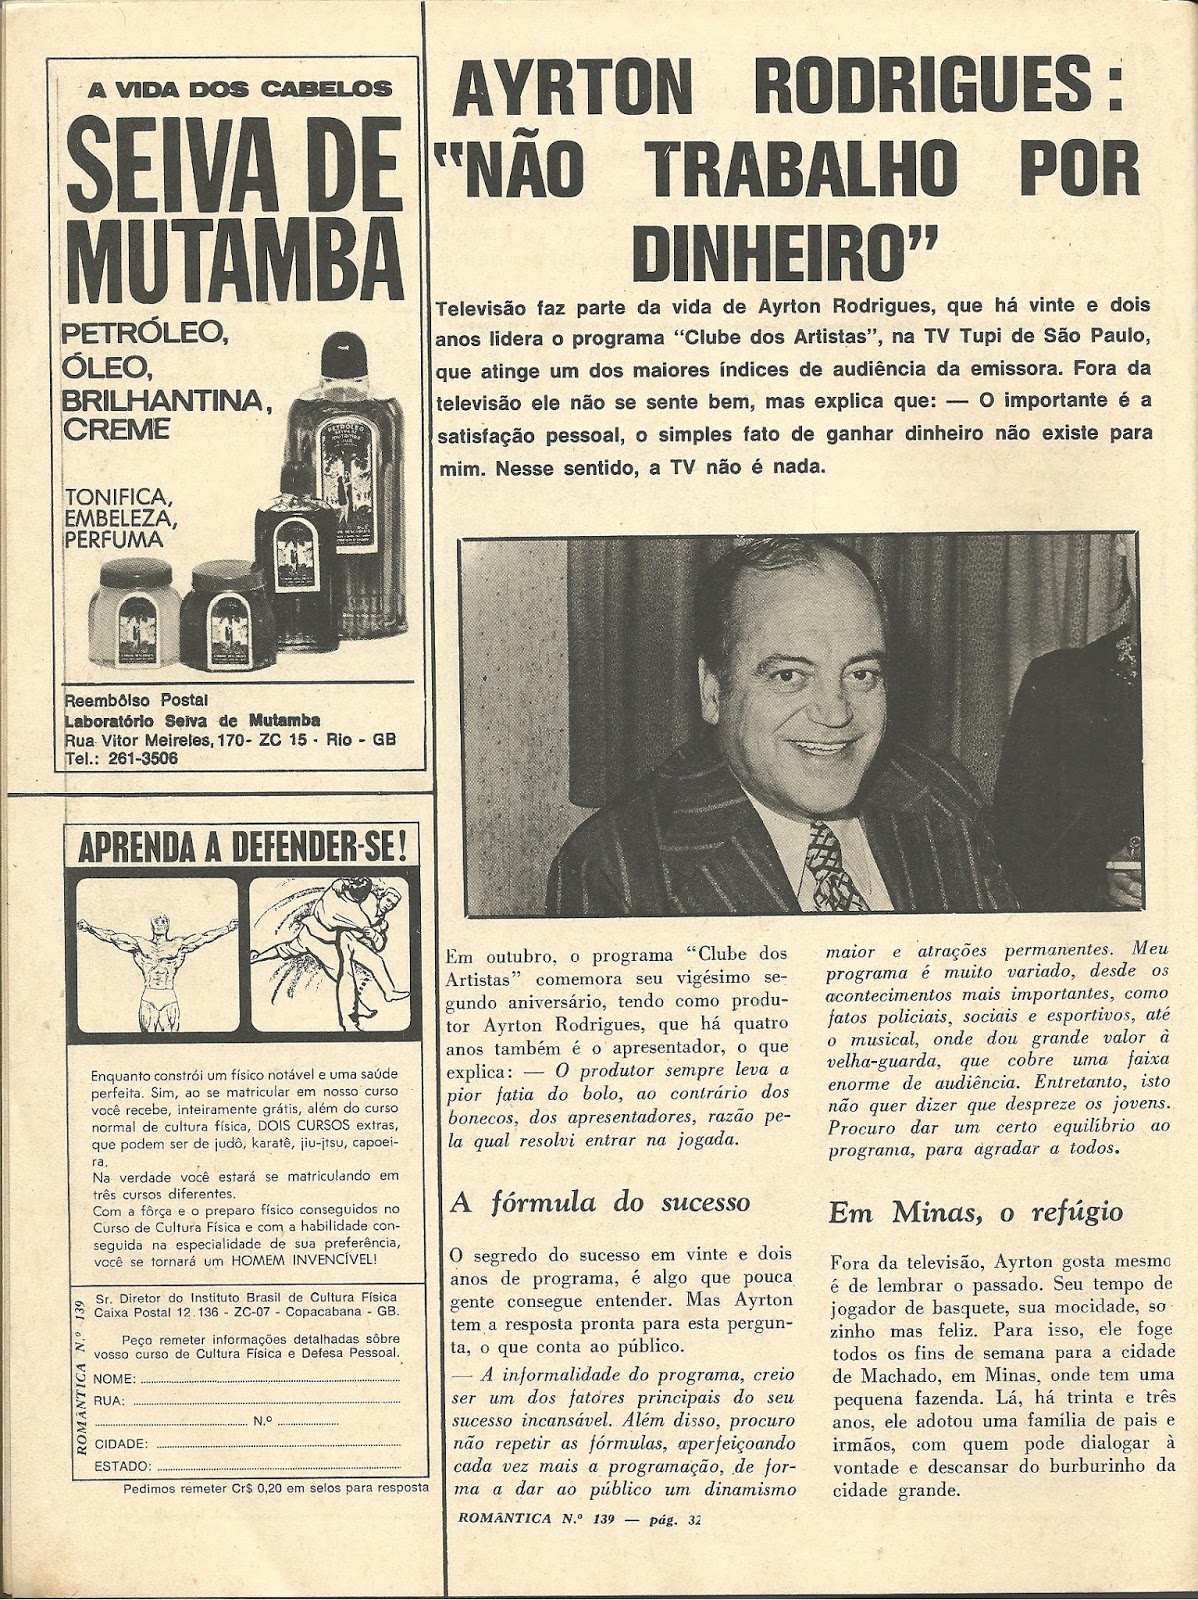 A VIDA DOS CABELOS
SEIVA DE
MUTAMBA
PETRÓLEO,
ÓLEO,
BRILHANTINA,
CREME
TONIFICA,
EMBELEZA,
PERFUMA
PETRÓLEO
Reembôlso Postal
Laboratório Seiva de Mutamba
Rua Vitor Meireles, 170- ZC 15 - Rio - GB
Tel.: 261-3506
APRENDA A DEFENDER-SE!
Enquanto constrói um físico notável e uma saúde
perfeita. Sim, ao se matricular em nosso curso
você recebe, inteiramente grátis, além do curso
normal de cultura física, DOIS CURSOS extras,
que podem ser de judô, karatê, jiu-jtsu, capoei-
ra.
Na verdade você estará se matriculando em
três cursos diferentes.
Com a fôrça e o preparo físico conseguidos no
Curso de Cultura Física e com a habilidade con-
seguida na especialidade de sua preferência,
você se tornará um HOMEM INVENCÍVEL!
ROMÂNTICA N.º 139
Sr. Diretor do Instituto Brasil de Cultura Física
Caixa Postal 12.136 - ZC-07 - Copacabana - GB.
Peço remeter informações detalhadas sôbre
vosso curso de Cultura Física e Defesa Pessoal.
NOME:
RUA:
N.º
CIDADE:
ESTADO:
Pedimos remeter Cr$ 0,20 em selos para resposta
AYRTON RODRIGUES:
"NÃO TRABALHO POR
DINHEIRO"
Televisão faz parte da vida de Ayrton Rodrigues, que há vinte e dois
anos lidera o programa "Clube dos Artistas", na TV Tupi de São Paulo,
que atinge um dos maiores índices de audiência da emissora. Fora da
televisão ele não se sente bem, mas explica que: — O importante é a
satisfação pessoal, o simples fato de ganhar dinheiro não existe para
mim. Nesse sentido, a TV não é nada.
Em outubro, o programa "Clube dos
Artistas" comemora seu vigésimo se-
gundo aniversário, tendo como produ-
tor Ayrton Rodrigues, que há quatro
anos também é o apresentador, o que
explica: — O produtor sempre leva a
pior fatia do bolo, ao contrário dos
bonecos, dos apresentadores, razão pe-
la qual resolvi entrar na jogada.
A fórmula do sucesso
O segredo do sucesso em vinte e dois
anos de programa, é algo que pouca
gente consegue entender. Mas Ayrton
tem a resposta pronta para esta pergun-
ta, o que conta ao público.
— A informalidade do programa, creio
ser um dos fatores principais do seu
sucesso incansável. Além disso, procuro
não repetir as fórmulas, aperfeiçoando
cada vez mais a programação, de for-
ma a dar ao público um dinamismo
maior e atrações permanentes. Meu
programa é muito variado, desde os
acontecimentos mais importantes, como
fatos policiais, sociais e esportivos, até
o musical, onde dou grande valor à
velha-guarda, que cobre uma faixa
enorme de audiência. Entretanto, isto
não quer dizer que despreze os jovens.
Procuro dar um certo equilíbrio ao
programa, para agradar a todos.
Em Minas, o refúgio
Fora da televisão, Ayrton gosta mesmo
é de lembrar o passado. Seu tempo de
jogador de basquete, sua mocidade, so
zinho mas feliz. Para isso, ele foge
todos os fins de semana para a cidade
de Machado, em Minas, onde tem uma
pequena fazenda. Lá, há trinta e três
anos, ele adotou uma família de pais e
irmãos, com quem pode dialogar à
vontade e descansar do burburinho da
cidade grande.
ROMÂNTICA N.º 139 — pág. 32